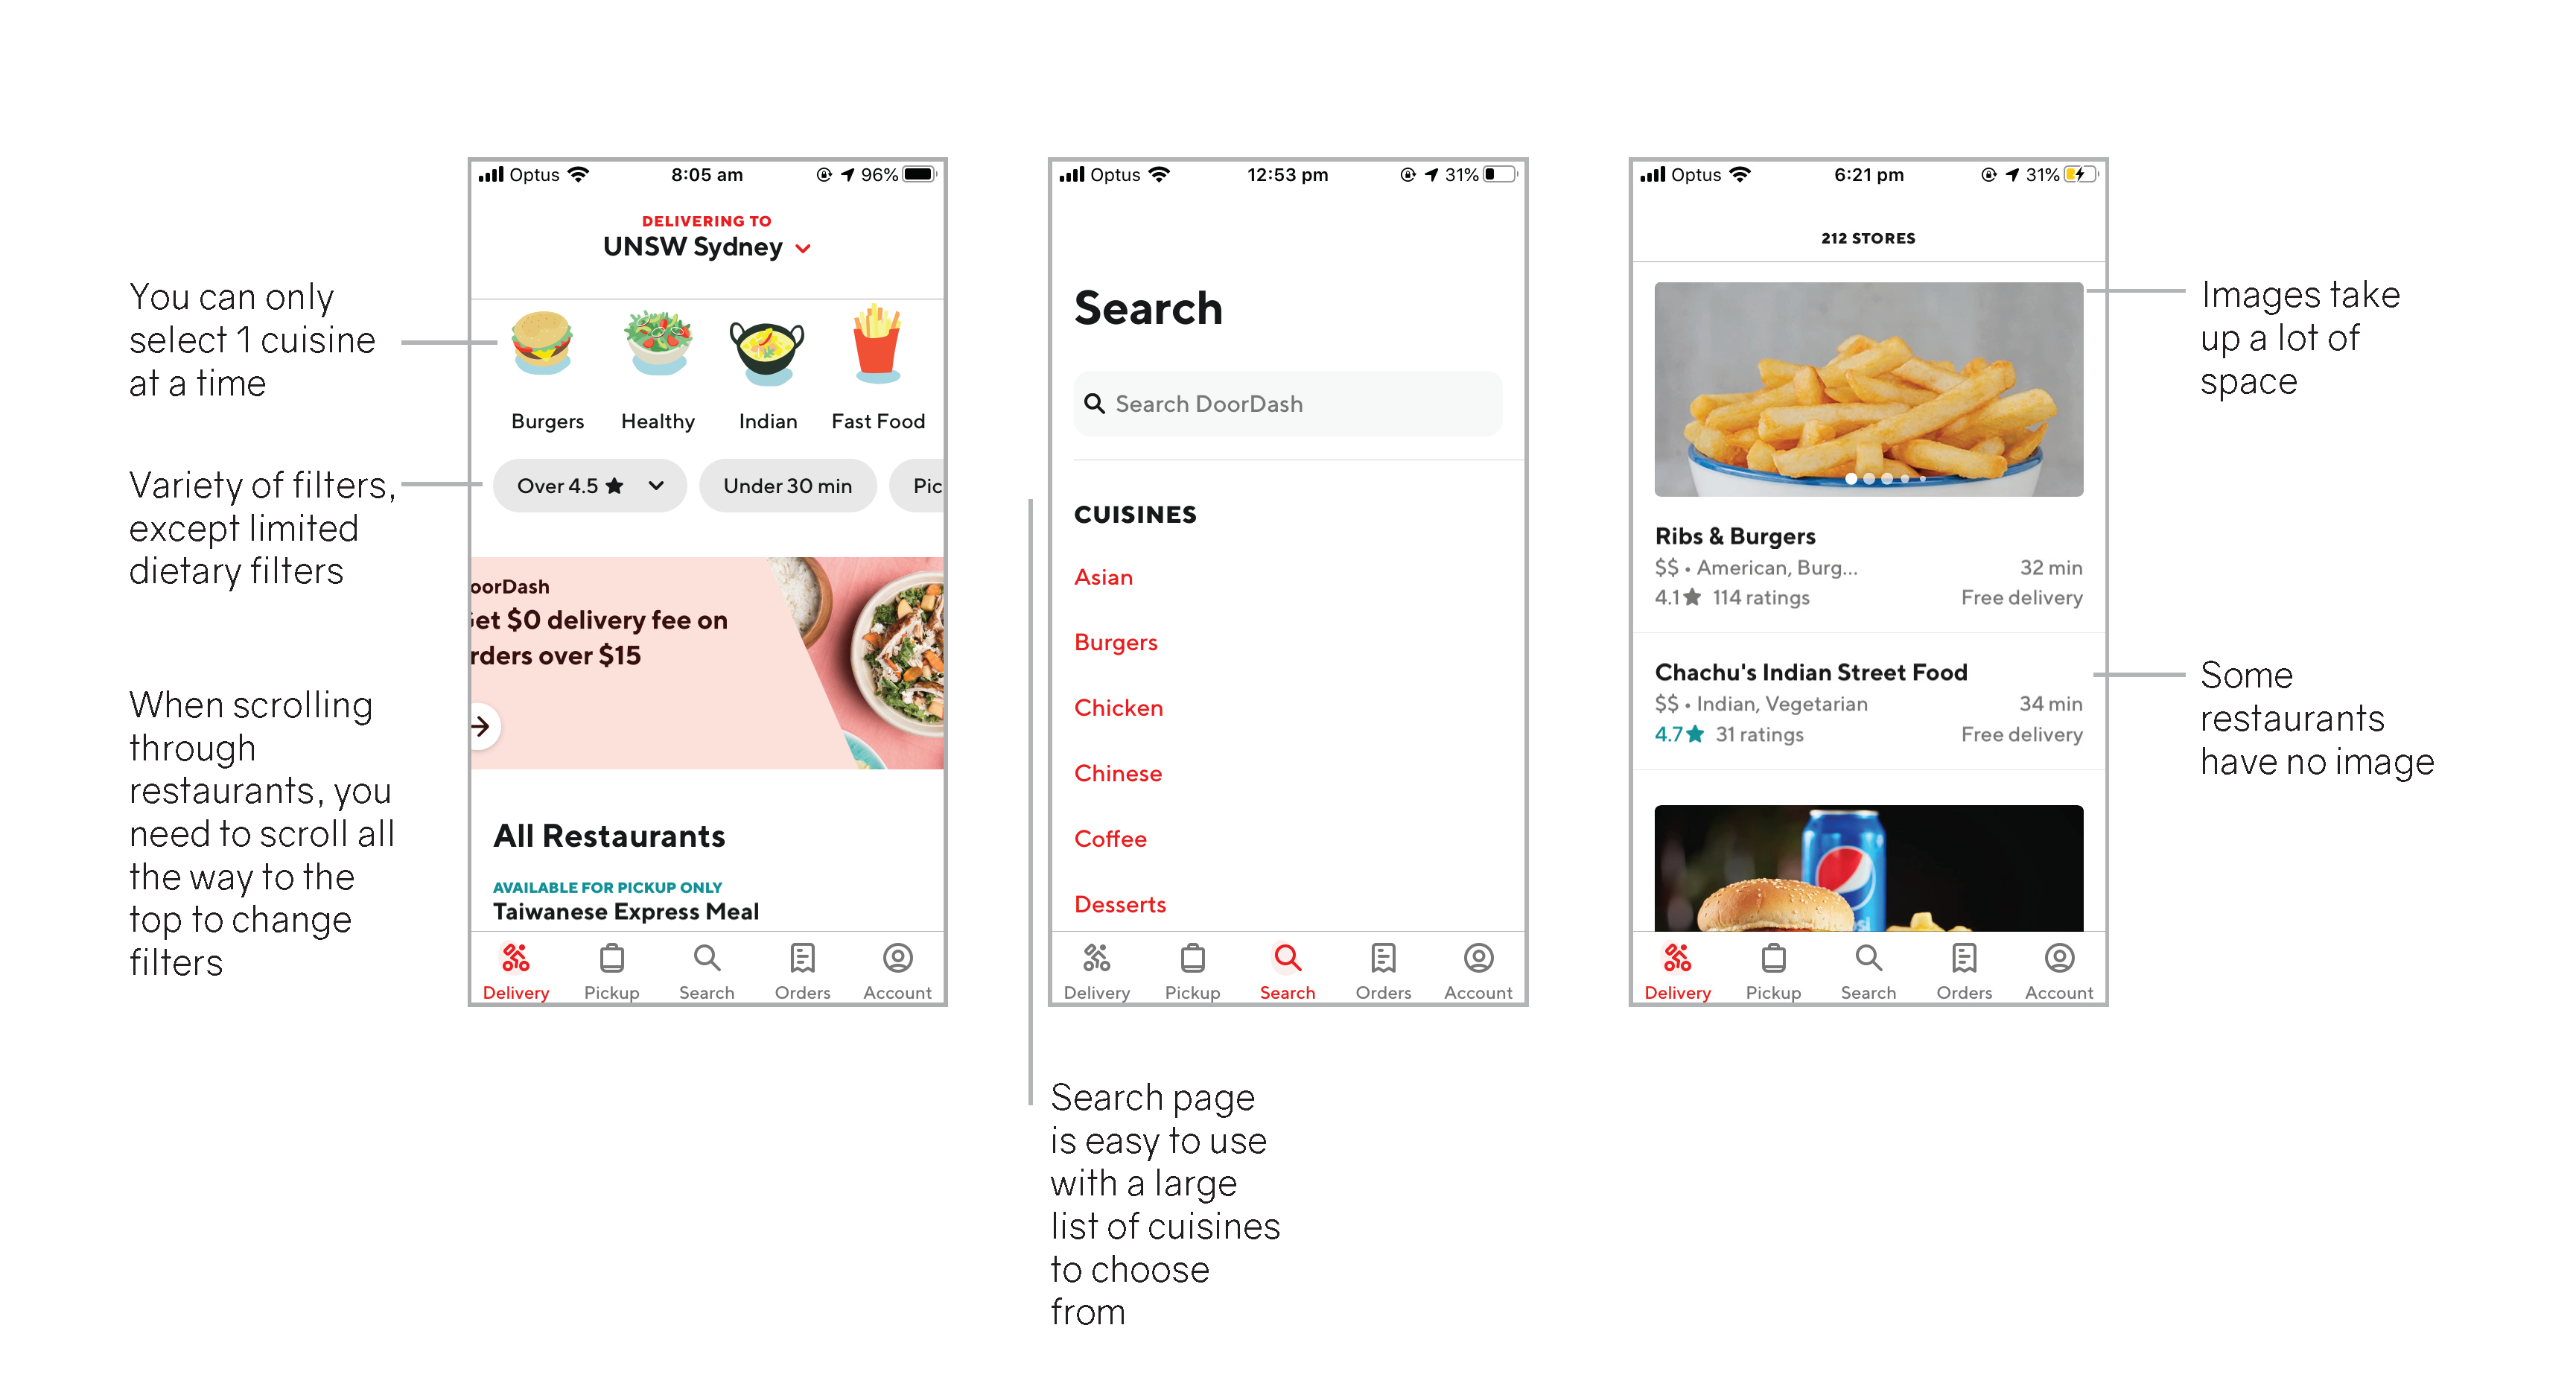 You can only
select 1 cuisine
at a time
Variety of filters,
except limited
dietary filters
When scrolling
through
restaurants, you
need to scroll all
the way to the
top to change
filters
Optus 8:05 am 96%
DELIVERING TO
UNSW Sydney
Burgers Healthy Indian Fast Food
Over 4.5 ★ Under 30 min Pic
oorDash
et $0 delivery fee on
rders over $15
All Restaurants
AVAILABLE FOR PICKUP ONLY
Taiwanese Express Meal
Delivery Pickup Search Orders Account
Optus 12:53 pm 31%
Search
Search DoorDash
CUISINES
Asian
Burgers
Chicken
Chinese
Coffee
Desserts
Delivery Pickup Search Orders Account
Search page
is easy to use
with a large
list of cuisines
to choose
from
Optus 6:21 pm 31%
212 STORES
Ribs & Burgers
$$ • American, Burg... 32 min
4.1★ 114 ratings Free delivery
Chachu's Indian Street Food
$$ • Indian, Vegetarian 34 min
4.7★ 31 ratings Free delivery
Delivery Pickup Search Orders Account
Images take
up a lot of
space
Some
restaurants
have no image